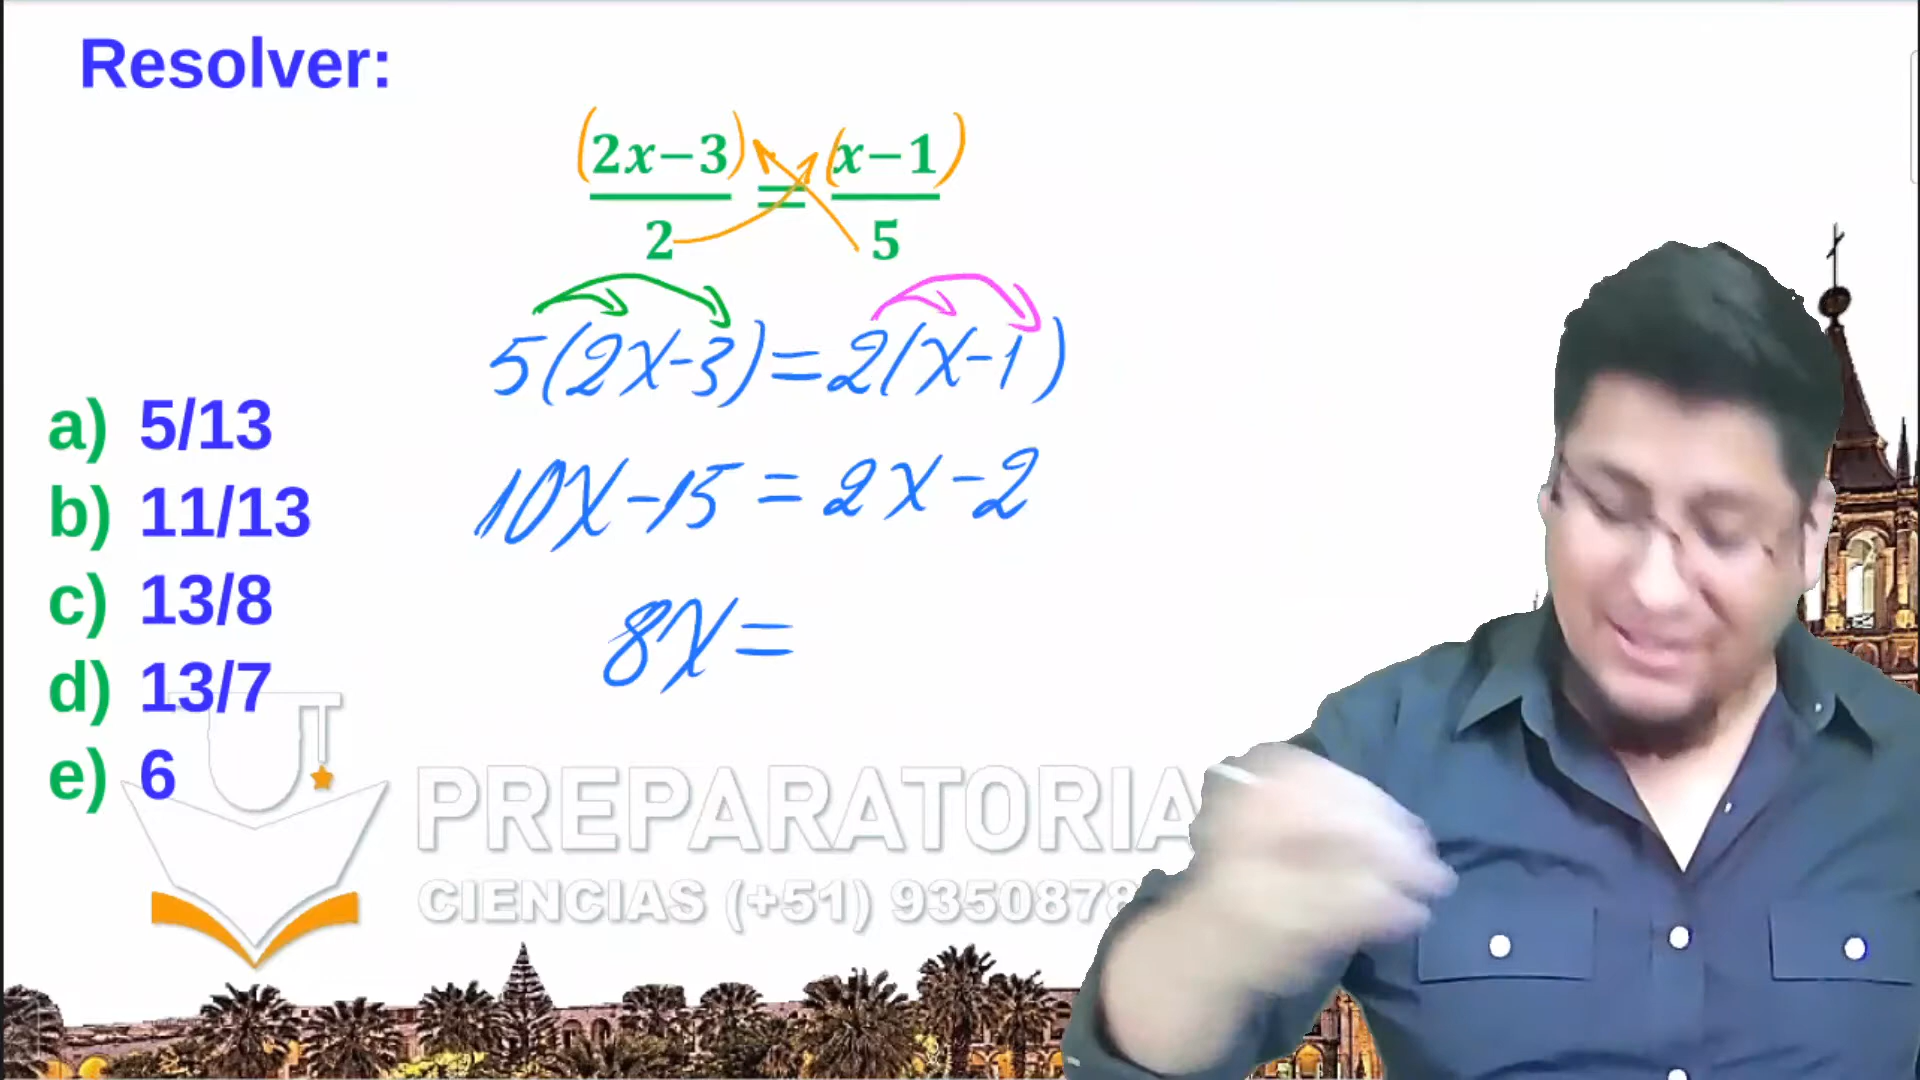 Resolver:
(2x−3) = (x−1)
2 5
5(2x-3)=2(x-1)
10x-15=2x-2
8x=
a) 5/13
b) 11/13
c) 13/8
d) 13/7
e) 6
UT
PREPARATORIA
CIENCIAS (+51) 9350878